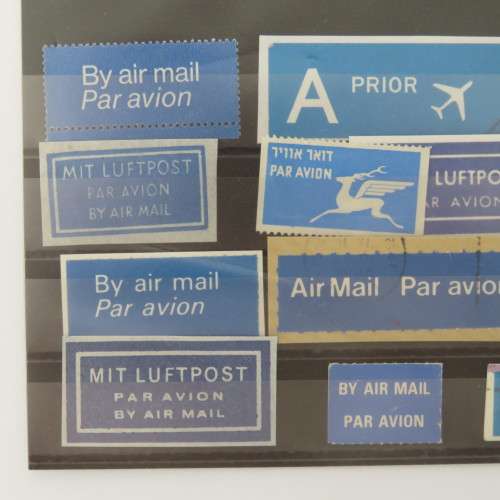 By air mail
Par avion
A PRIOR
MIT LUFTPOST
PAR AVION
BY AIR MAIL
דואר אוויר
PAR AVION
LUFTPO
R AVION
By air mail
Par avion
Air Mail Par avio
MIT LUFTPOST
PAR AVION
BY AIR MAIL
BY AIR MAIL
PAR AVION